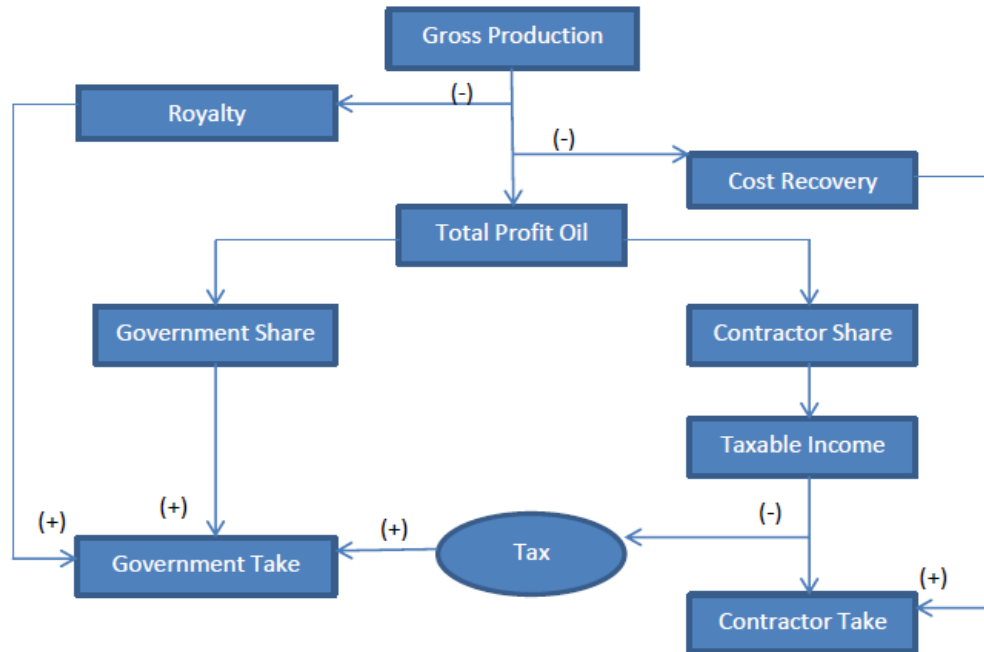 Gross Production
(-)
Royalty
(-)
Cost Recovery
Total Profit Oil
Government Share
Contractor Share
Taxable Income
(+)
(+)
(+)
(-)
Government Take
Tax
(+)
Contractor Take